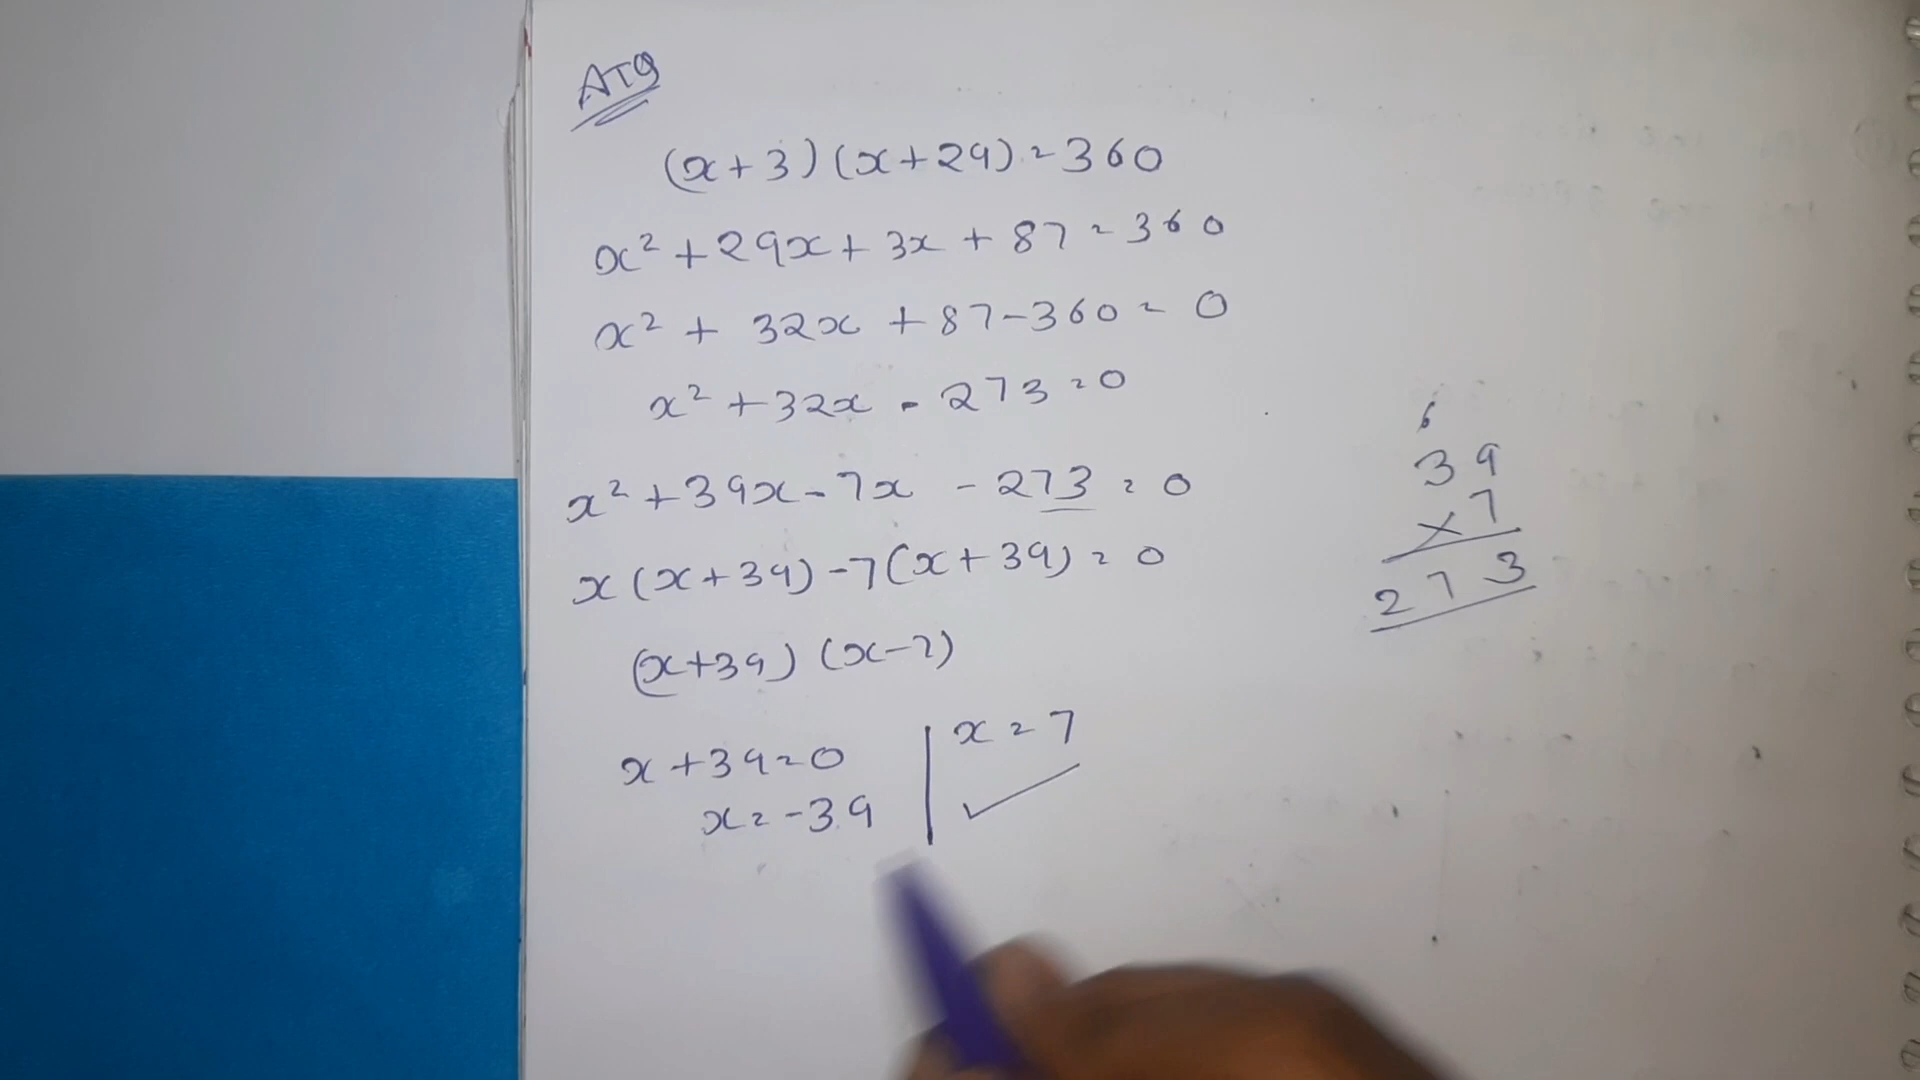 ATQ
(x+3)(x+29)=360
x²+29x+3x+87=360
x²+32x+87-360=0
x²+32x-273=0
x²+39x-7x-273=0
x(x+39)-7(x+39)=0
(x+39)(x-7)
x+39=0
x=-39
x=7
6
39
×7
273